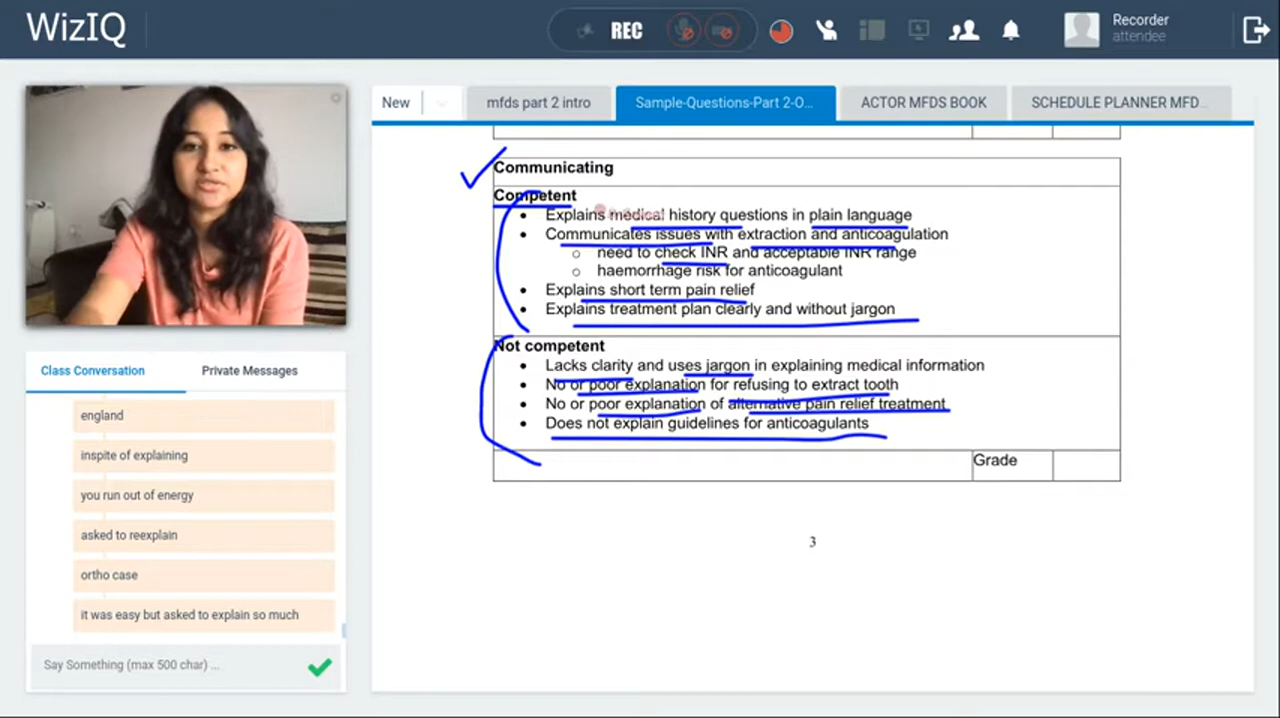 WizIQ
REC
Recorder
attendee
New
mfds part 2 intro
Sample-Questions-Part 2-O...
ACTOR MFDS BOOK
SCHEDULE PLANNER MFD...
Communicating
Competent
• Explains medical history questions in plain language
• Communicates issues with extraction and anticoagulation
o need to check INR and acceptable INR range
o haemorrhage risk for anticoagulant
• Explains short term pain relief
• Explains treatment plan clearly and without jargon
Not competent
• Lacks clarity and uses jargon in explaining medical information
• No or poor explanation for refusing to extract tooth
• No or poor explanation of alternative pain relief treatment
• Does not explain guidelines for anticoagulants
Grade
3
Class Conversation
Private Messages
england
inspite of explaining
you run out of energy
asked to reexplain
ortho case
it was easy but asked to explain so much
Say Something (max 500 char) ...